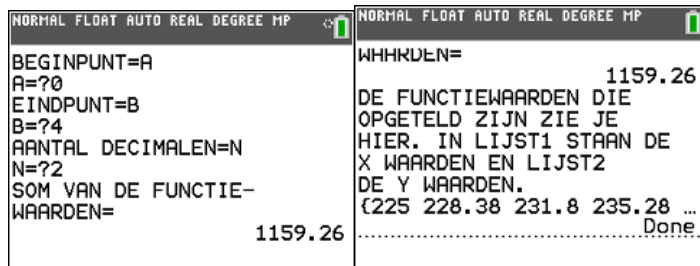 NORMAL FLOAT AUTO REAL DEGREE MP
BEGINPUNT=A
A=?0
EINDPUNT=B
B=?4
AANTAL DECIMALEN=N
N=?2
SOM VAN DE FUNCTIE-
WAARDEN=
1159.26
NORMAL FLOAT AUTO REAL DEGREE MP
WAARDEN=
1159.26
DE FUNCTIEWAARDEN DIE
OPGETELD ZIJN ZIE JE
HIER. IN LIJST1 STAAN DE
X WAARDEN EN LIJST2
DE Y WAARDEN.
{225 228.38 231.8 235.28 …
Done